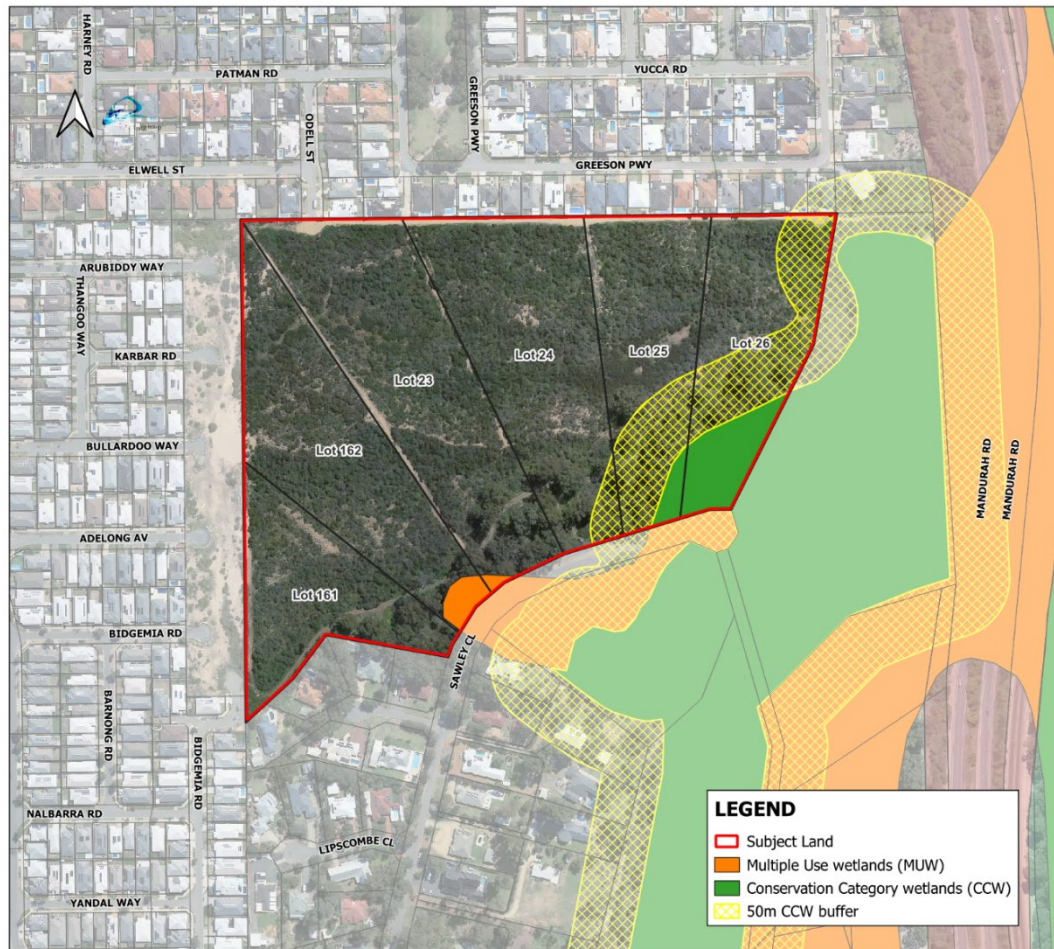 HARNEY RD
PATMAN RD
YUCCA RD
ODELL ST
GREESON PWY
GREESON PWY
ELWELL ST
ARUBIDDY WAY
THANGOO WAY
KARBAR RD
Lot 26
Lot 25
Lot 24
Lot 23
BULLARDOO WAY
Lot 162
MANDURAH RD
MANDURAH RD
ADELONG AV
Lot 161
BIDGEMIA RD
SAWLEY CL
BARNONG RD
BIDGEMIA RD
NALBARRA RD
LIPSCOMBE CL
YANDAL WAY
LEGEND
Subject Land
Multiple Use wetlands (MUW)
Conservation Category wetlands (CCW)
50m CCW buffer